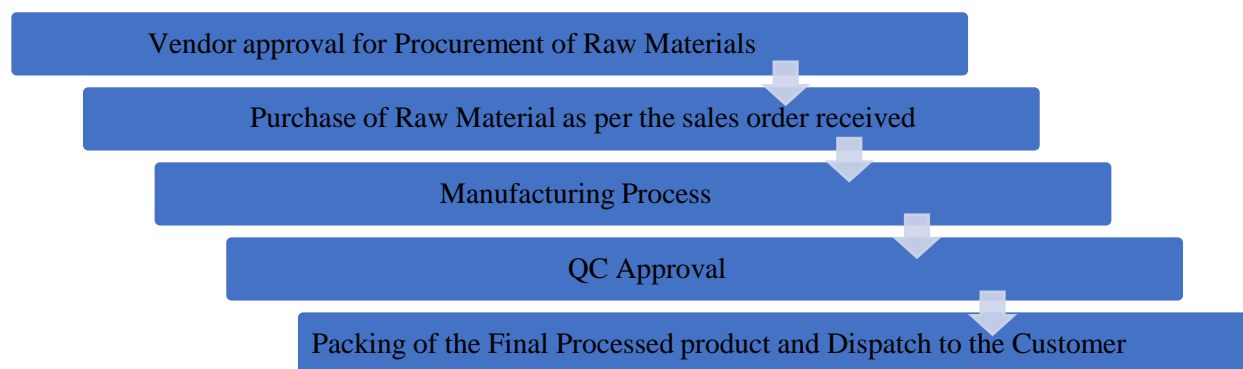 Vendor approval for Procurement of Raw Materials
Purchase of Raw Material as per the sales order received
Manufacturing Process
QC Approval
Packing of the Final Processed product and Dispatch to the Customer